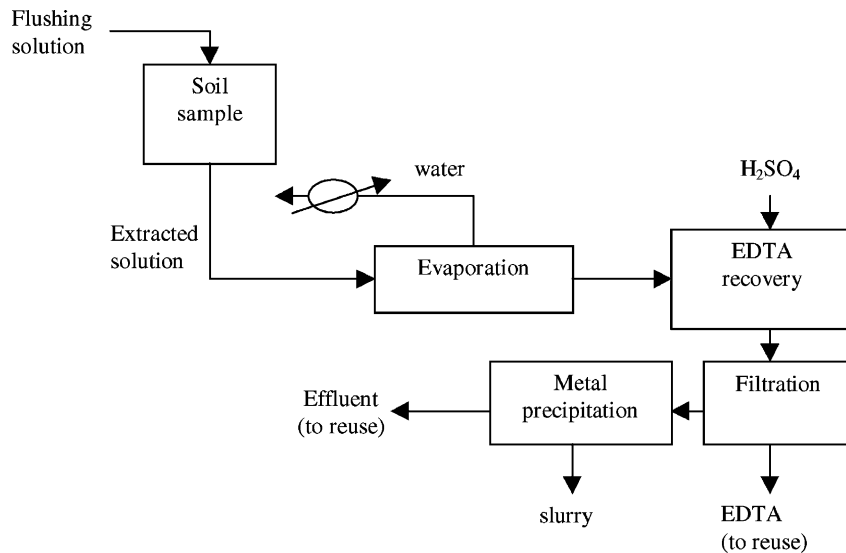 Flushing
solution
Soil
sample
water
H₂SO₄
Extracted
solution
Evaporation
EDTA
recovery
Effluent
(to reuse)
Metal
precipitation
Filtration
slurry
EDTA
(to reuse)